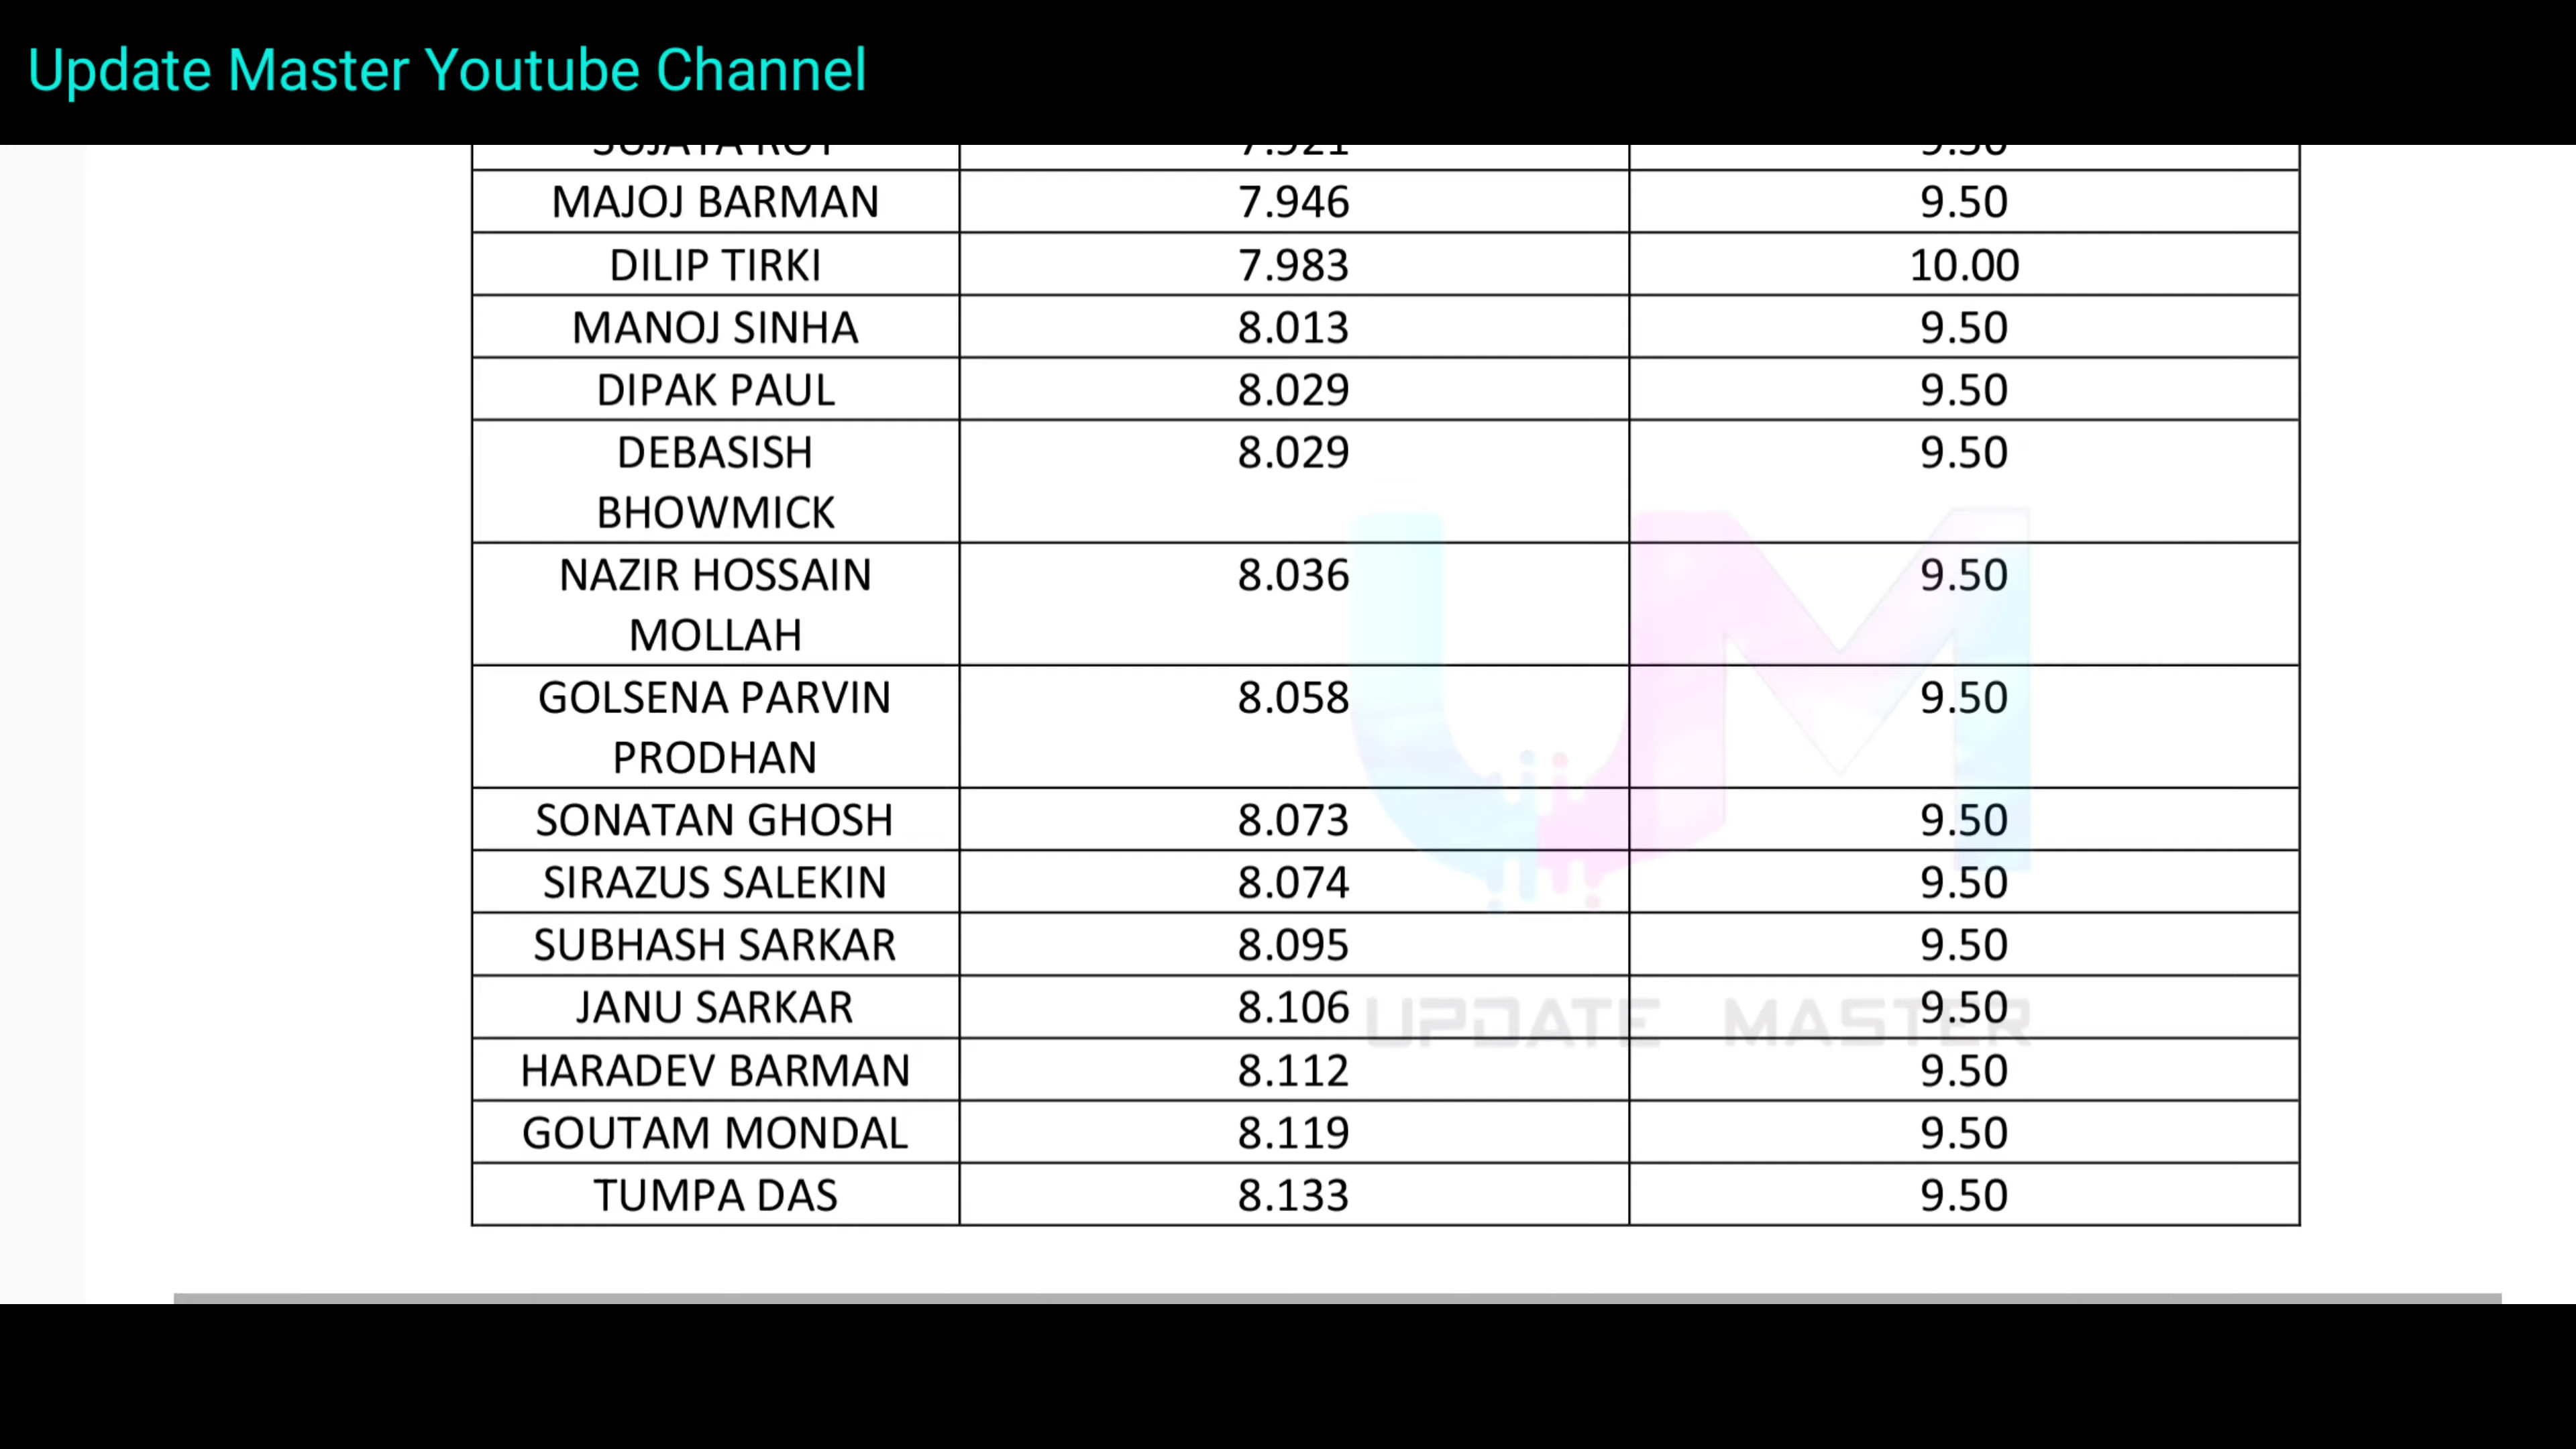 Update Master Youtube Channel
SUJATA ROY 7.921 9.50
MAJOJ BARMAN 7.946 9.50
DILIP TIRKI 7.983 10.00
MANOJ SINHA 8.013 9.50
DIPAK PAUL 8.029 9.50
DEBASISH 8.029 9.50
BHOWMICK
NAZIR HOSSAIN 8.036 9.50
MOLLAH
GOLSENA PARVIN 8.058 9.50
PRODHAN
SONATAN GHOSH 8.073 9.50
SIRAZUS SALEKIN 8.074 9.50
SUBHASH SARKAR 8.095 9.50
JANU SARKAR 8.106 9.50
UPDATE MASTER
HARADEV BARMAN 8.112 9.50
GOUTAM MONDAL 8.119 9.50
TUMPA DAS 8.133 9.50